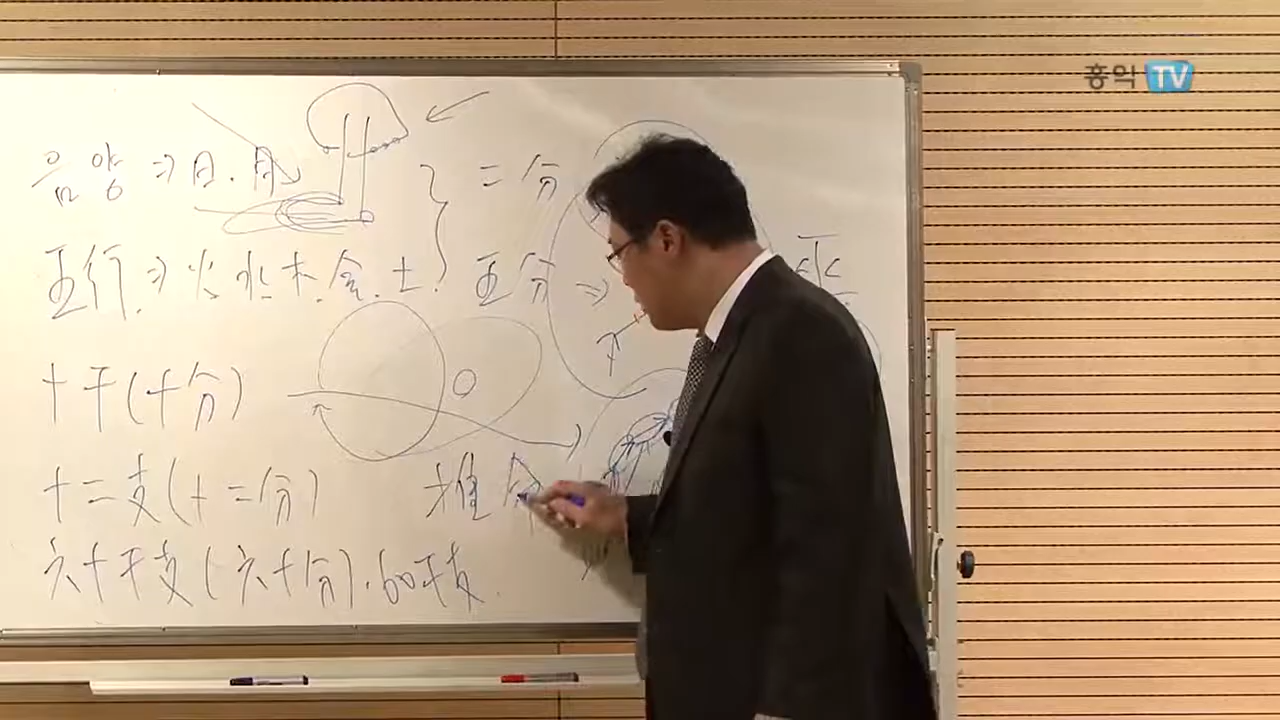 홍익 TV
음양 ⇒ 日.月 } 二分
五行. ⇒ 火水木金土. 五分 ⇒
十干(十分)
十二支(十二分) 推命
六十干支(六十分).60干支.